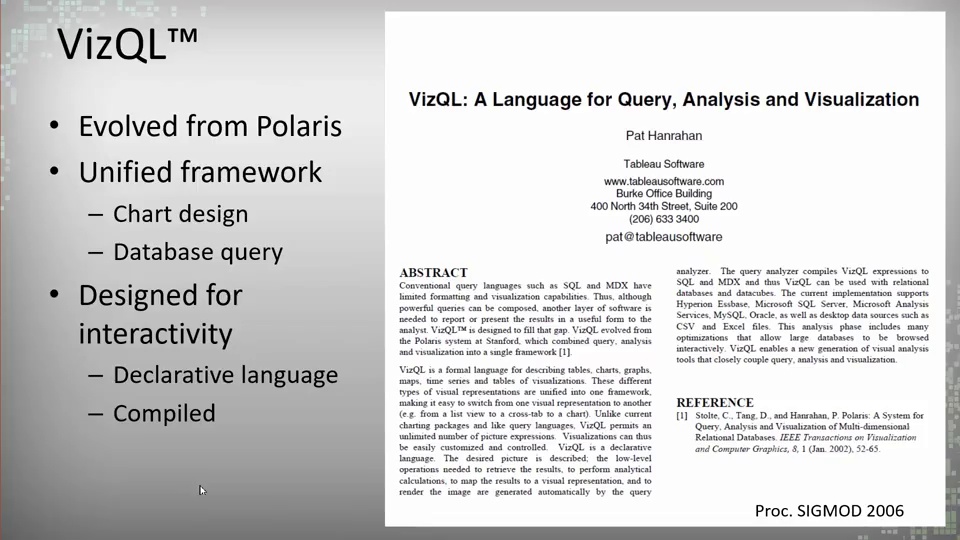 VizQL™
• Evolved from Polaris
• Unified framework
– Chart design
– Database query
• Designed for
interactivity
– Declarative language
– Compiled
VizQL: A Language for Query, Analysis and Visualization
Pat Hanrahan
Tableau Software
www.tableausoftware.com
Burke Office Building
400 North 34th Street, Suite 200
(206) 633 3400
pat@tableausoftware
ABSTRACT
Conventional query languages such as SQL and MDX have
limited formatting and visualization capabilities. Thus, although
powerful queries can be composed, another layer of software is
needed to report or present the results in a useful form to the
analyst. VizQL™ is designed to fill that gap. VizQL evolved from
the Polaris system at Stanford, which combined query, analysis
and visualization into a single framework [1].
VizQL is a formal language for describing tables, charts, graphs,
maps, time series and tables of visualizations. These different
types of visual representations are unified into one framework,
making it easy to switch from one visual representation to another
(e.g. from a list view to a cross-tab to a chart). Unlike current
charting packages and like query languages, VizQL permits an
unlimited number of picture expressions. Visualizations can thus
be easily customized and controlled. VizQL is a declarative
language. The desired picture is described; the low-level
operations needed to retrieve the results, to perform analytical
calculations, to map the results to a visual representation, and to
render the image are generated automatically by the query
analyzer. The query analyzer compiles VizQL expressions to
SQL and MDX and thus VizQL can be used with relational
databases and datacubes. The current implementation supports
Hyperion Essbase, Microsoft SQL Server, Microsoft Analysis
Services, MySQL, Oracle, as well as desktop data sources such as
CSV and Excel files. This analysis phase includes many
optimizations that allow large databases to be browsed
interactively. VizQL enables a new generation of visual analysis
tools that closely couple query, analysis and visualization.
REFERENCE
[1] Stolte, C., Tang, D., and Hanrahan, P. Polaris: A System for
Query, Analysis and Visualization of Multi-dimensional
Relational Databases. IEEE Transactions on Visualization
and Computer Graphics, 8, 1 (Jan. 2002), 52-65.
Proc. SIGMOD 2006